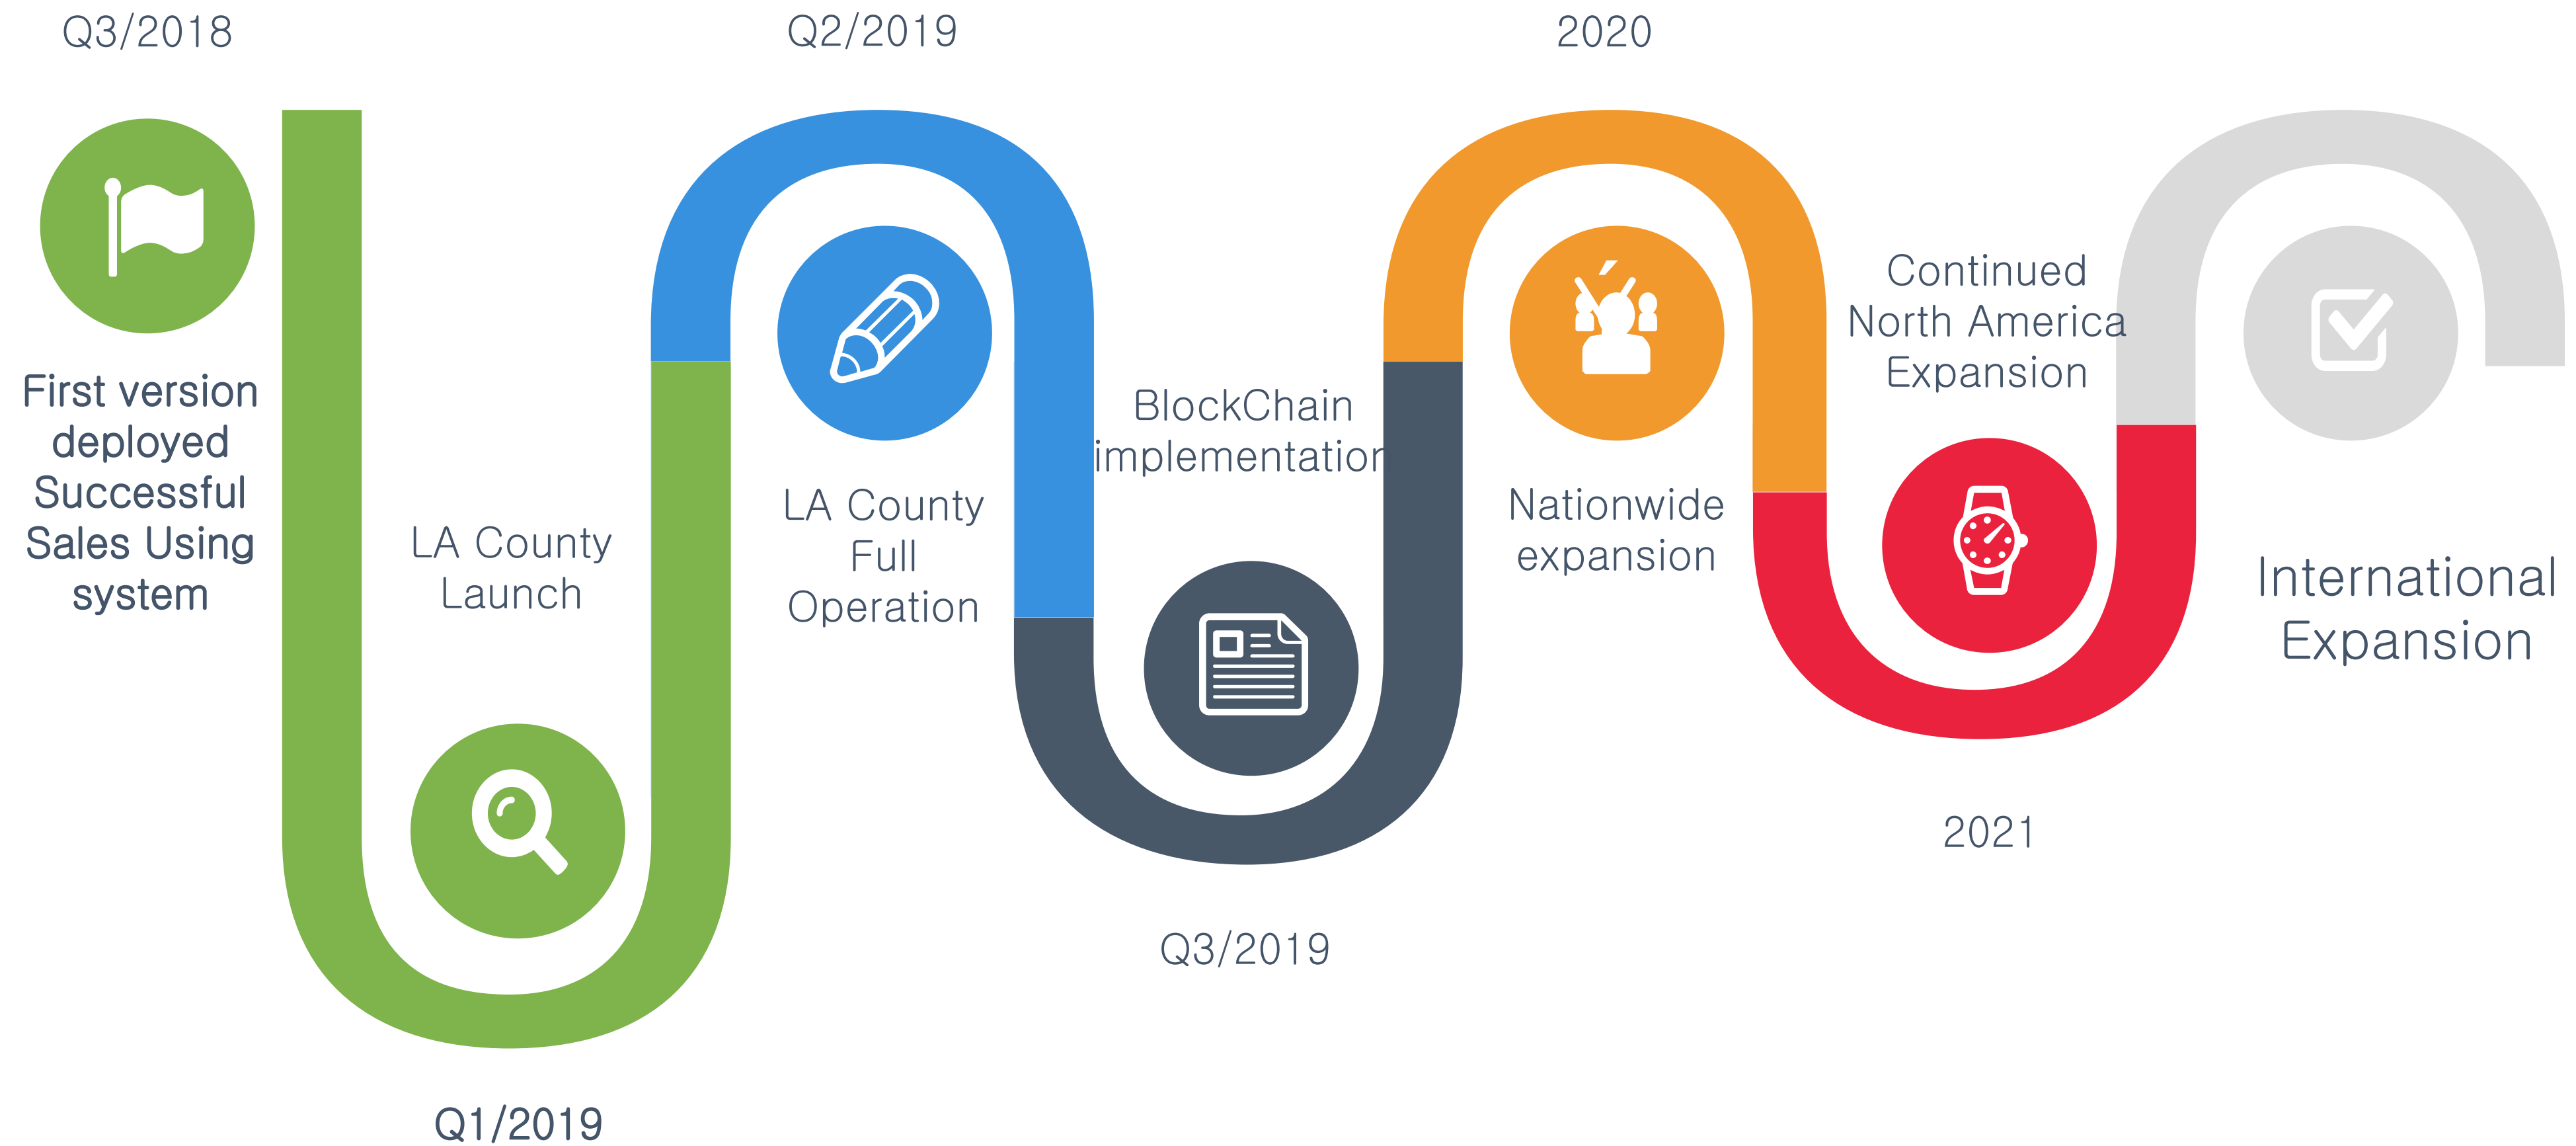 Q3/2018
First version
deployed
Successful
Sales Using
system
LA County
Launch
Q1/2019
Q2/2019
LA County
Full
Operation
BlockChain
implementation
Q3/2019
2020
Nationwide
expansion
Continued
North America
Expansion
2021
International
Expansion